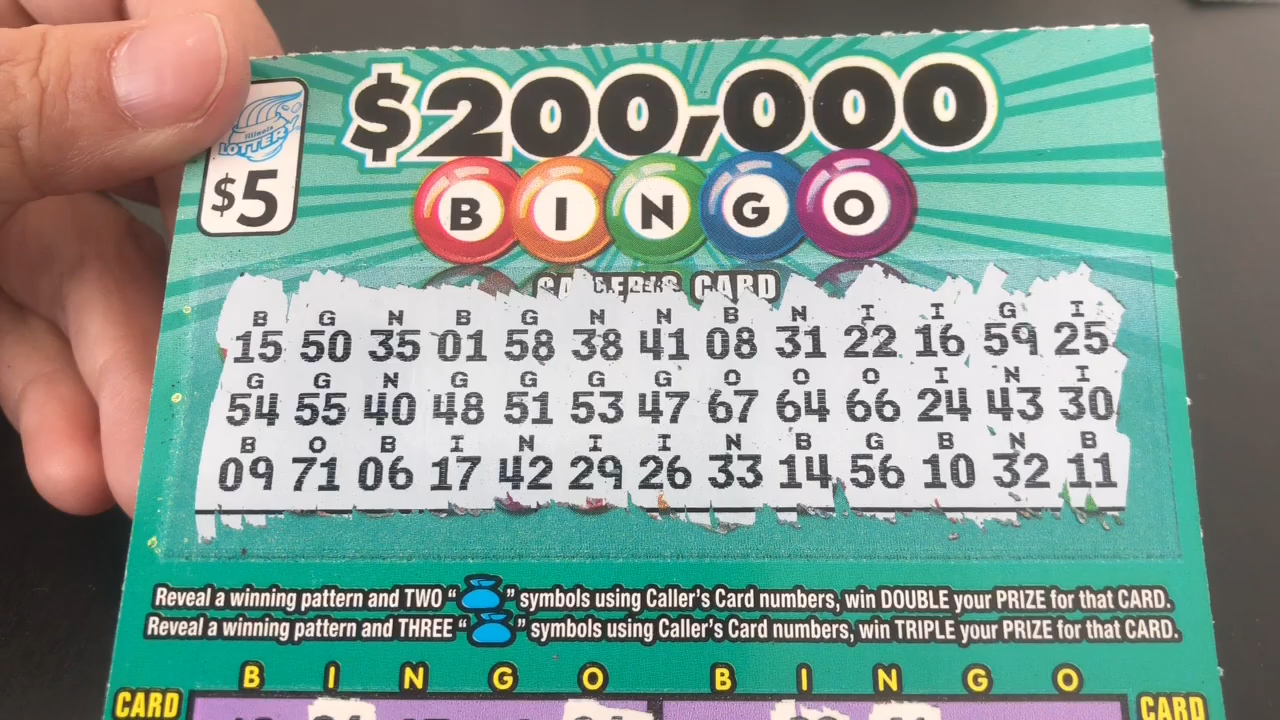 $200,000
Illinois
LOTTERY
$5
B I N G O
CALLER'S CARD
B G N B G N N B N I I G I
15 50 35 01 58 38 41 08 31 22 16 59 25
G G N G G G G O O O I N I
54 55 40 48 51 53 47 67 64 66 24 43 30
B O B I N I I N B G B N B
09 71 06 17 42 29 26 33 14 56 10 32 11
Reveal a winning pattern and TWO " " symbols using Caller's Card numbers, win DOUBLE your PRIZE for that CARD.
Reveal a winning pattern and THREE " " symbols using Caller's Card numbers, win TRIPLE your PRIZE for that CARD.
B I N G O B I N G O
CARD CARD